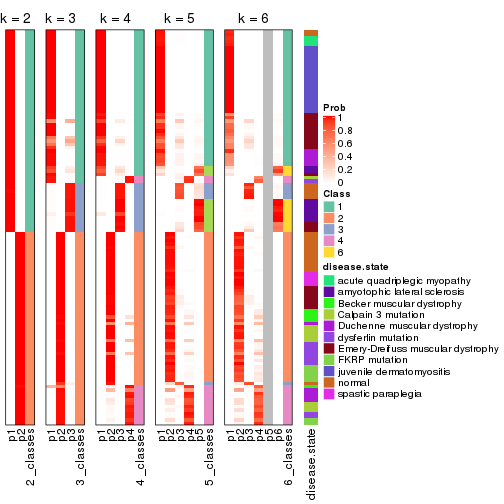 k = 2
k = 3
k = 4
k = 5
k = 6
Prob
1
0.8
0.6
0.4
0.2
0
Class
1
2
3
4
6
disease.state
acute quadriplegic myopathy
amyotophic lateral sclerosis
Becker muscular dystrophy
Calpain 3 mutation
Duchenne muscular dystrophy
dysferlin mutation
Emery-Dreifuss muscular dystrophy
FKRP mutation
juvenile dermatomyositis
normal
spastic paraplegia
p1
p2
2_classes
p1
p2
p3
3_classes
p1
p2
p3
p4
4_classes
p1
p2
p3
p4
p5
5_classes
p1
p2
p3
p4
p5
p6
6_classes
disease.state